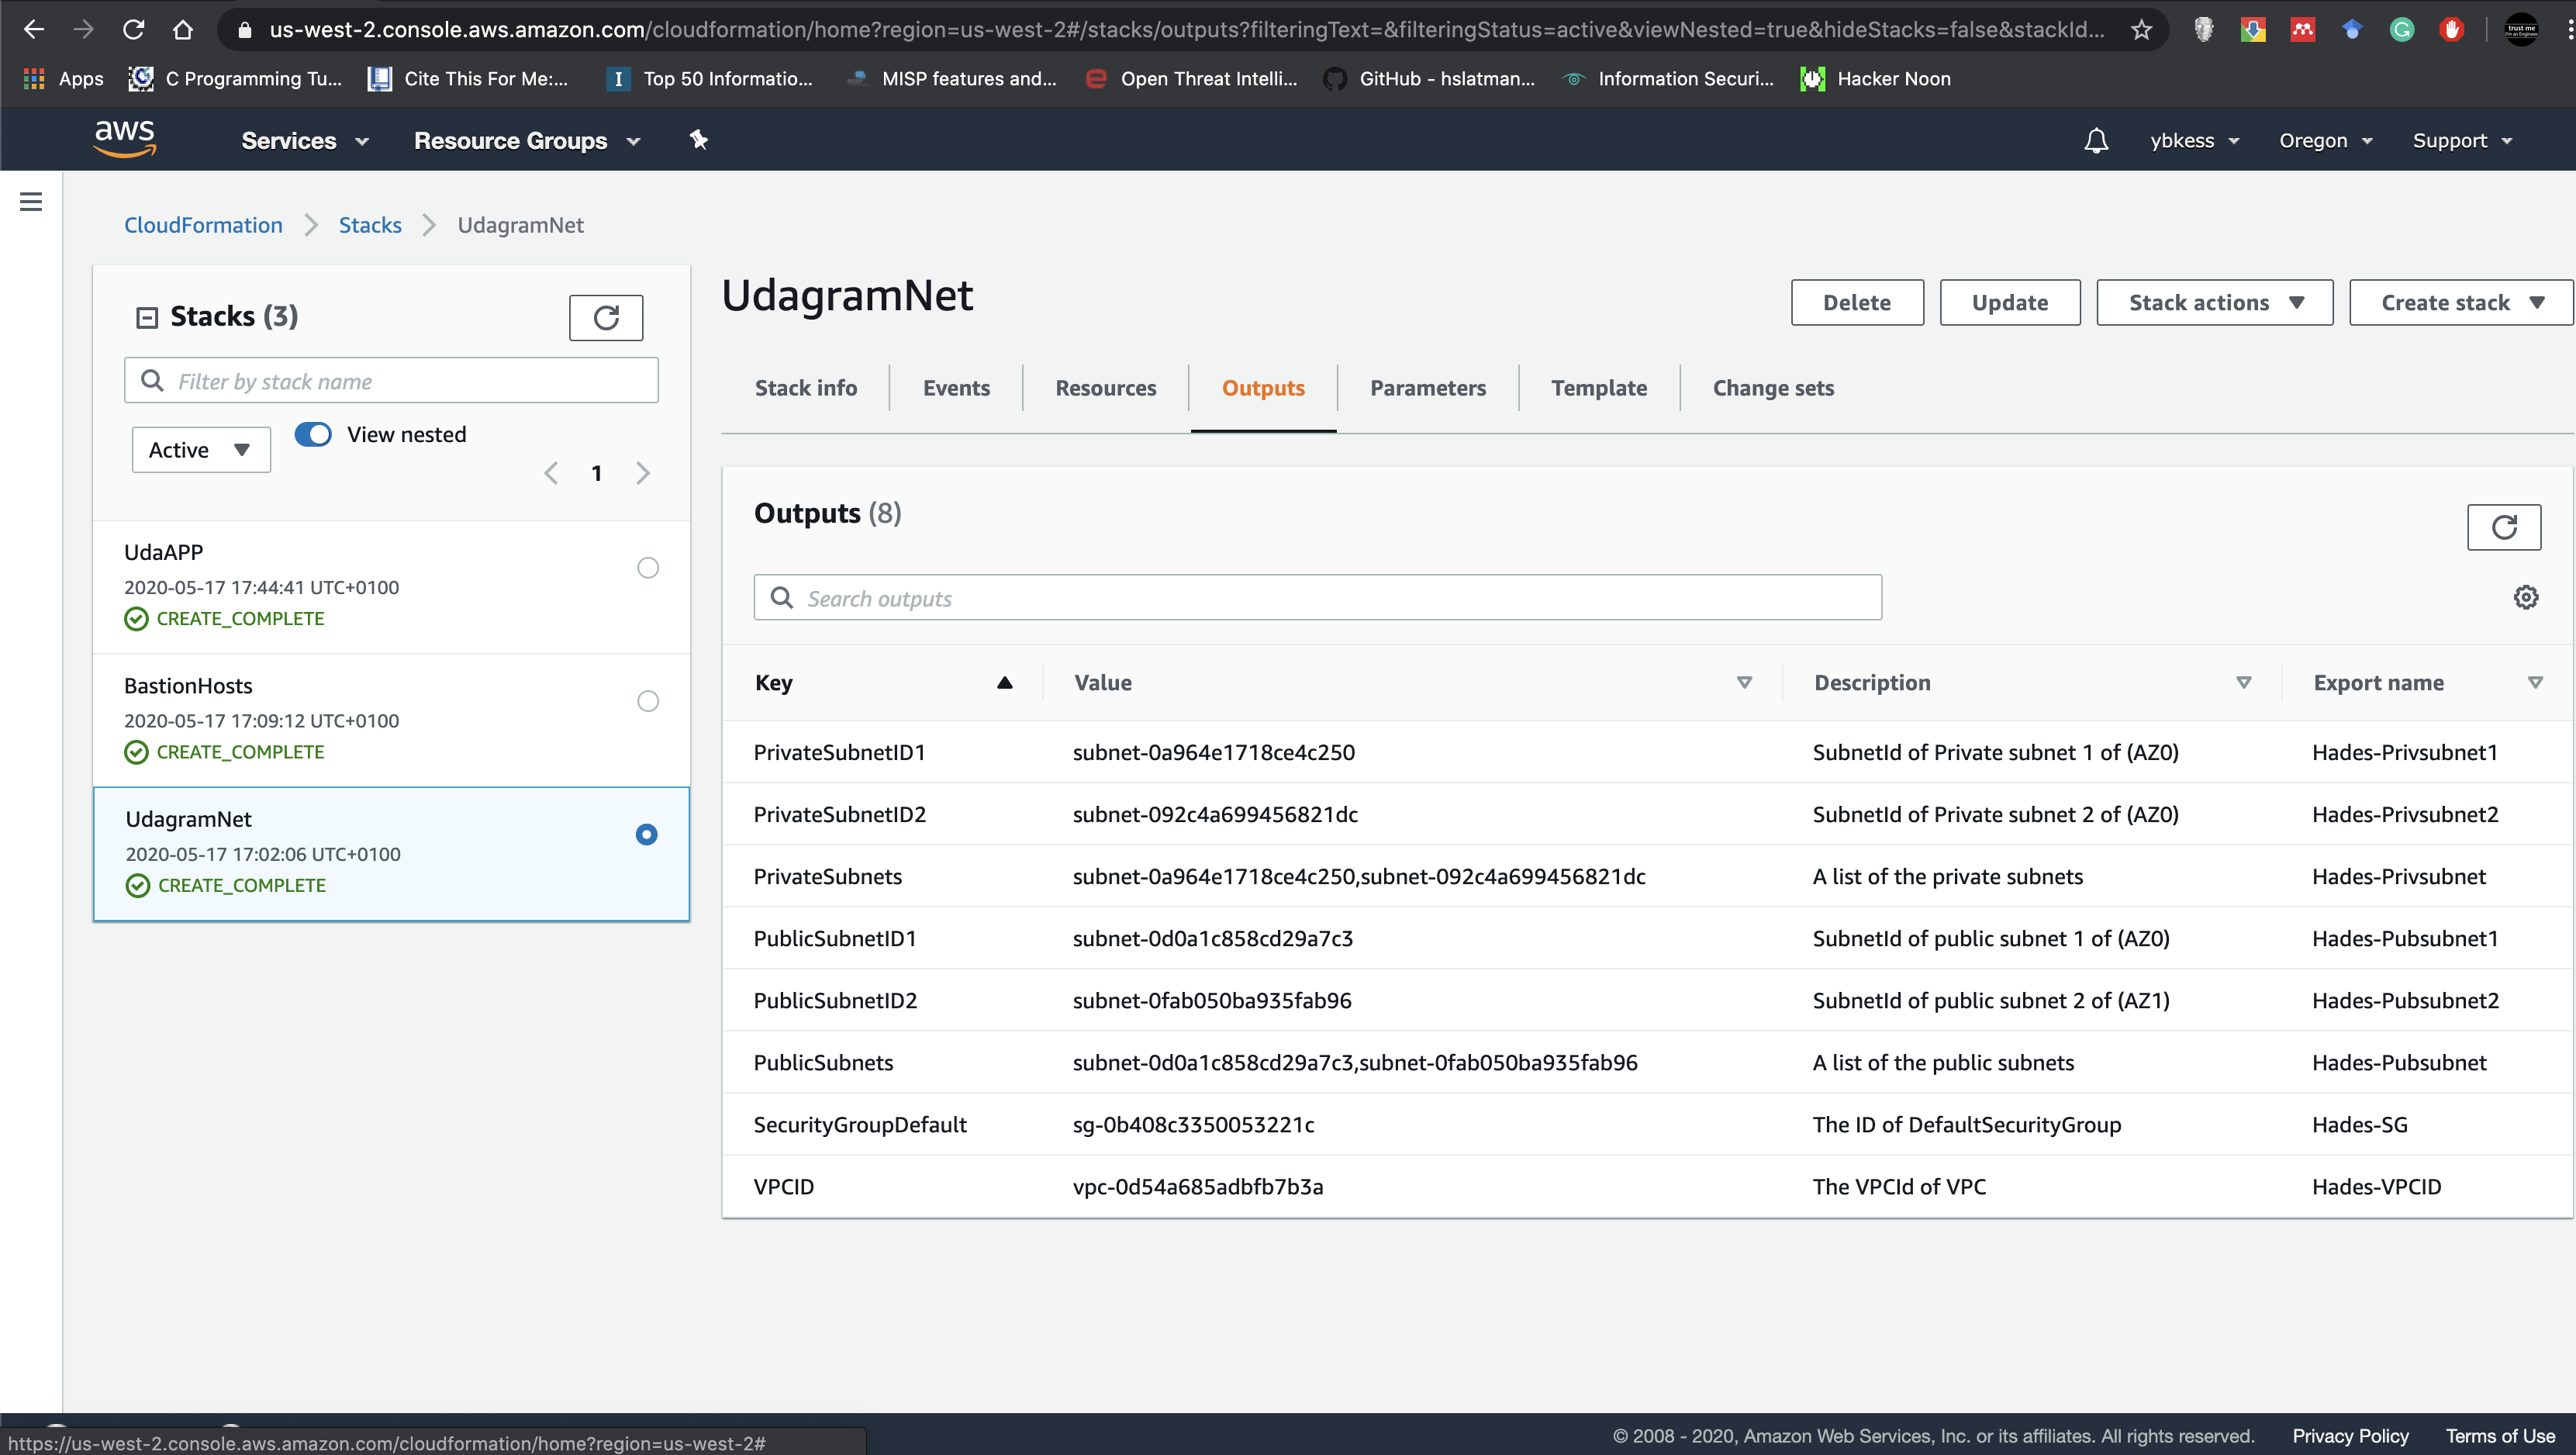 us-west-2.console.aws.amazon.com/cloudformation/home?region=us-west-2#/stacks/outputs?filteringText=&filteringStatus=active&viewNested=true&hideStacks=false&stackId...
Apps C Programming Tu... Cite This For Me:... I Top 50 Informatio... MISP features and... Open Threat Intelli... GitHub - hslatman... Information Securi... Hacker Noon
aws Services Resource Groups ybkess Oregon Support
CloudFormation Stacks UdagramNet
Stacks (3)
Filter by stack name
Active View nested
1
UdaAPP
2020-05-17 17:44:41 UTC+0100
CREATE_COMPLETE
BastionHosts
2020-05-17 17:09:12 UTC+0100
CREATE_COMPLETE
UdagramNet
2020-05-17 17:02:06 UTC+0100
CREATE_COMPLETE
UdagramNet
Delete Update Stack actions Create stack
Stack info Events Resources Outputs Parameters Template Change sets
Outputs (8)
Search outputs
Key Value Description Export name
PrivateSubnetID1 subnet-0a964e1718ce4c250 SubnetId of Private subnet 1 of (AZ0) Hades-Privsubnet1
PrivateSubnetID2 subnet-092c4a699456821dc SubnetId of Private subnet 2 of (AZ0) Hades-Privsubnet2
PrivateSubnets subnet-0a964e1718ce4c250,subnet-092c4a699456821dc A list of the private subnets Hades-Privsubnet
PublicSubnetID1 subnet-0d0a1c858cd29a7c3 SubnetId of public subnet 1 of (AZ0) Hades-Pubsubnet1
PublicSubnetID2 subnet-0fab050ba935fab96 SubnetId of public subnet 2 of (AZ1) Hades-Pubsubnet2
PublicSubnets subnet-0d0a1c858cd29a7c3,subnet-0fab050ba935fab96 A list of the public subnets Hades-Pubsubnet
SecurityGroupDefault sg-0b408c3350053221c The ID of DefaultSecurityGroup Hades-SG
VPCID vpc-0d54a685adbfb7b3a The VPCId of VPC Hades-VPCID
© 2008 - 2020, Amazon Web Services, Inc. or its affiliates. All rights reserved. Privacy Policy Terms of Use
https://us-west-2.console.aws.amazon.com/cloudformation/home?region=us-west-2#